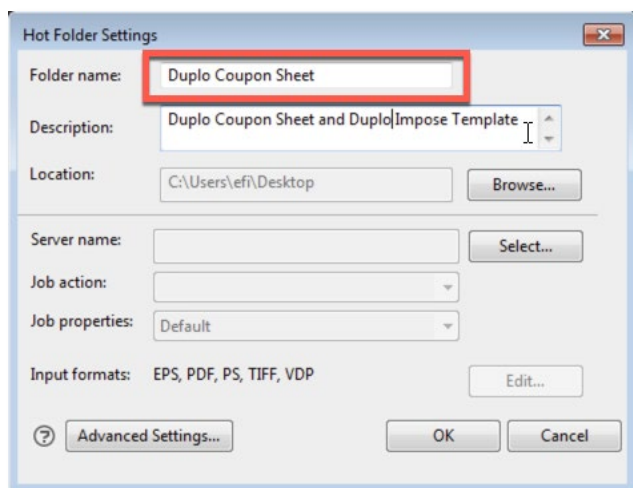 Hot Folder Settings
Folder name: Duplo Coupon Sheet
Description: Duplo Coupon Sheet and Duplo Impose Template
Location: C:\Users\efi\Desktop Browse...
Server name: Select...
Job action:
Job properties: Default
Input formats: EPS, PDF, PS, TIFF, VDP Edit...
? Advanced Settings... OK Cancel